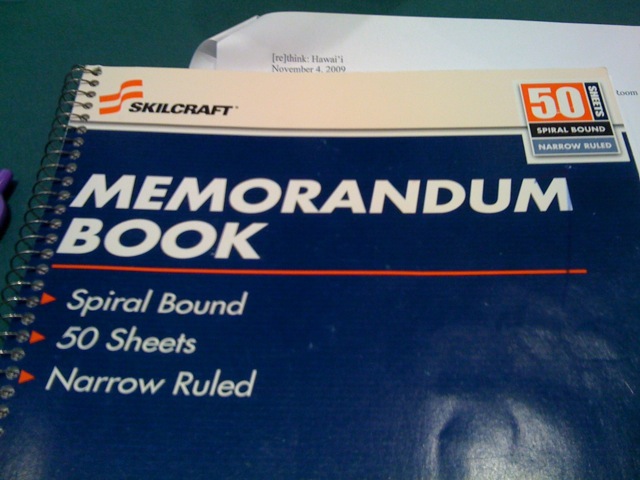 [re]think: Hawai'i
November 4, 2009
SKILCRAFT
50 SHEETS
SPIRAL BOUND
NARROW RULED
MEMORANDUM
BOOK
Spiral Bound
50 Sheets
Narrow Ruled